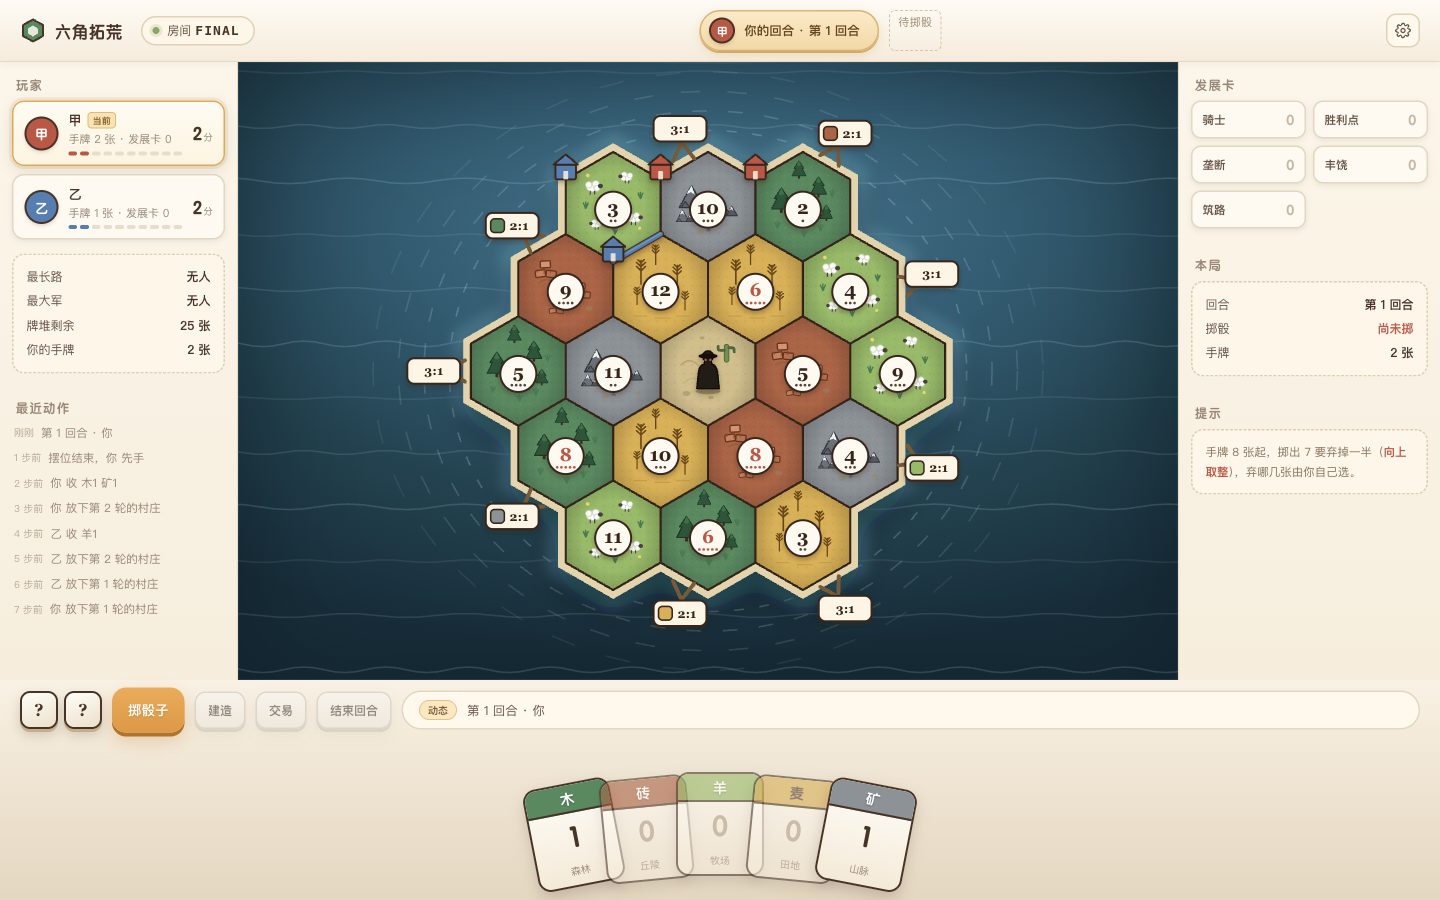 六角拓荒
房间 FINAL
甲 你的回合 · 第 1 回合
待掷骰
玩家
甲 甲 当前
手牌 2 张 · 发展卡 0
2分
乙 乙
手牌 1 张 · 发展卡 0
2分
最长路 无人
最大军 无人
牌堆剩余 25 张
你的手牌 2 张
最近动作
刚刚 第 1 回合 · 你
1 步前 摆位结束，你 先手
2 步前 你 收 木1 矿1
3 步前 你 放下第 2 轮的村庄
4 步前 乙 收 羊1
5 步前 乙 放下第 2 轮的村庄
6 步前 乙 放下第 1 轮的村庄
7 步前 你 放下第 1 轮的村庄
3:1
2:1
3 10 2
2:1
9 12 6 4
3:1
3:1
5 11 5 9
8 10 8 4
2:1
2:1
11 6 3
2:1
3:1
发展卡
骑士 0
胜利点 0
垄断 0
丰饶 0
筑路 0
本局
回合 第 1 回合
掷骰 尚未掷
手牌 2 张
提示
手牌 8 张起，掷出 7 要弃掉一半（向上
取整），弃哪几张由你自己选。
? ? 掷骰子 建造 交易 结束回合
动态 第 1 回合 · 你
木 砖 羊 麦 矿
1 0 0 0 1
森林 丘陵 牧场 田地 山脉